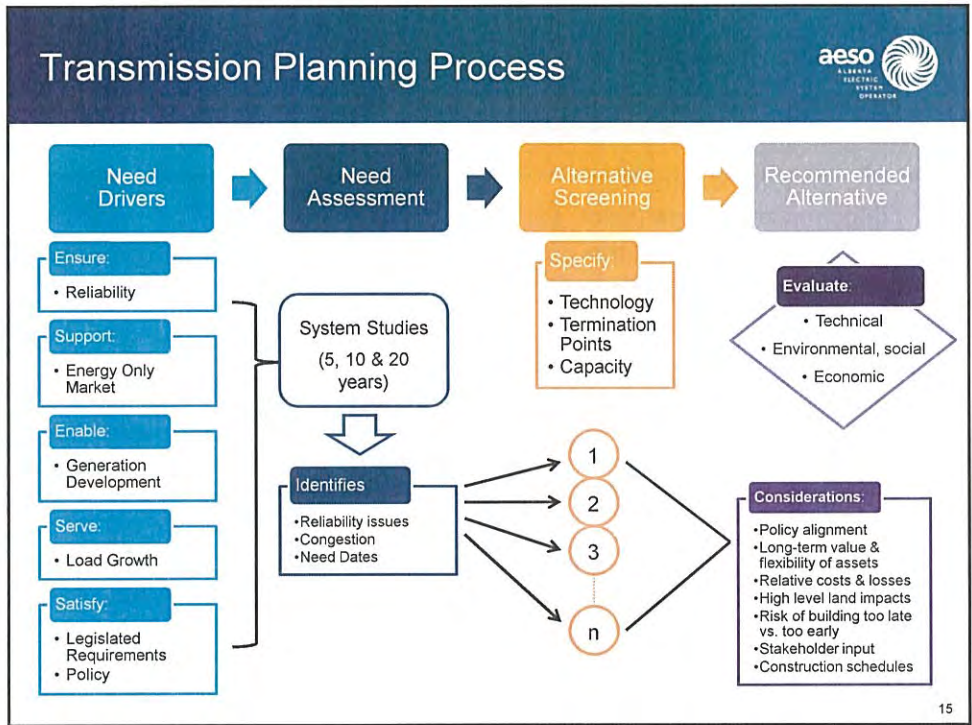 Transmission Planning Process
aeso
ALBERTA
ELECTRIC
SYSTEM
OPERATOR
Need
Drivers
Need
Assessment
Alternative
Screening
Recommended
Alternative
Ensure:
• Reliability
Support:
• Energy Only
Market
Enable:
• Generation
Development
Serve:
• Load Growth
Satisfy:
• Legislated
Requirements
• Policy
System Studies
(5, 10 & 20
years)
Identifies
•Reliability issues
•Congestion
•Need Dates
Specify:
• Technology
• Termination
Points
• Capacity
1
2
3
n
Evaluate:
• Technical
• Environmental, social
• Economic
Considerations:
•Policy alignment
•Long-term value &
flexibility of assets
•Relative costs & losses
•High level land impacts
•Risk of building too late
vs. too early
•Stakeholder input
•Construction schedules
15